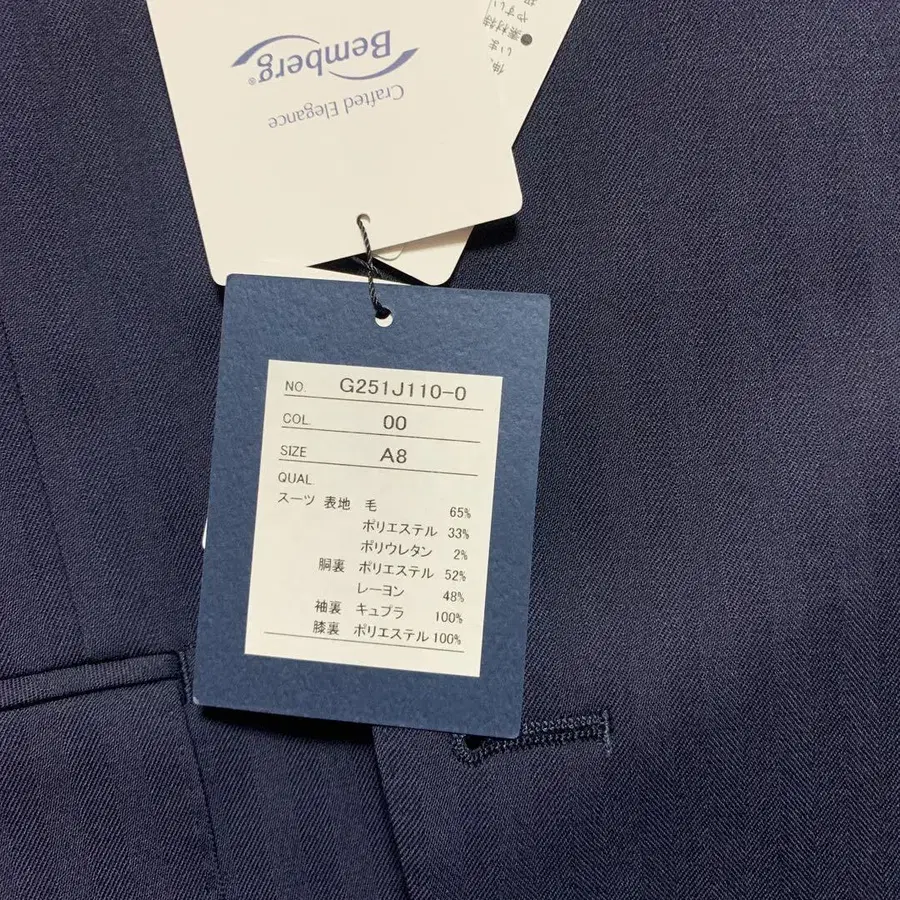 Bemberg®
Crafted Elegance
NO. G251J110-0
COL. 00
SIZE A8
QUAL.
スーツ 表地 毛 65%
ポリエステル 33%
ポリウレタン 2%
胴裏 ポリエステル 52%
レーヨン 48%
袖裏 キュプラ 100%
膝裏 ポリエステル 100%